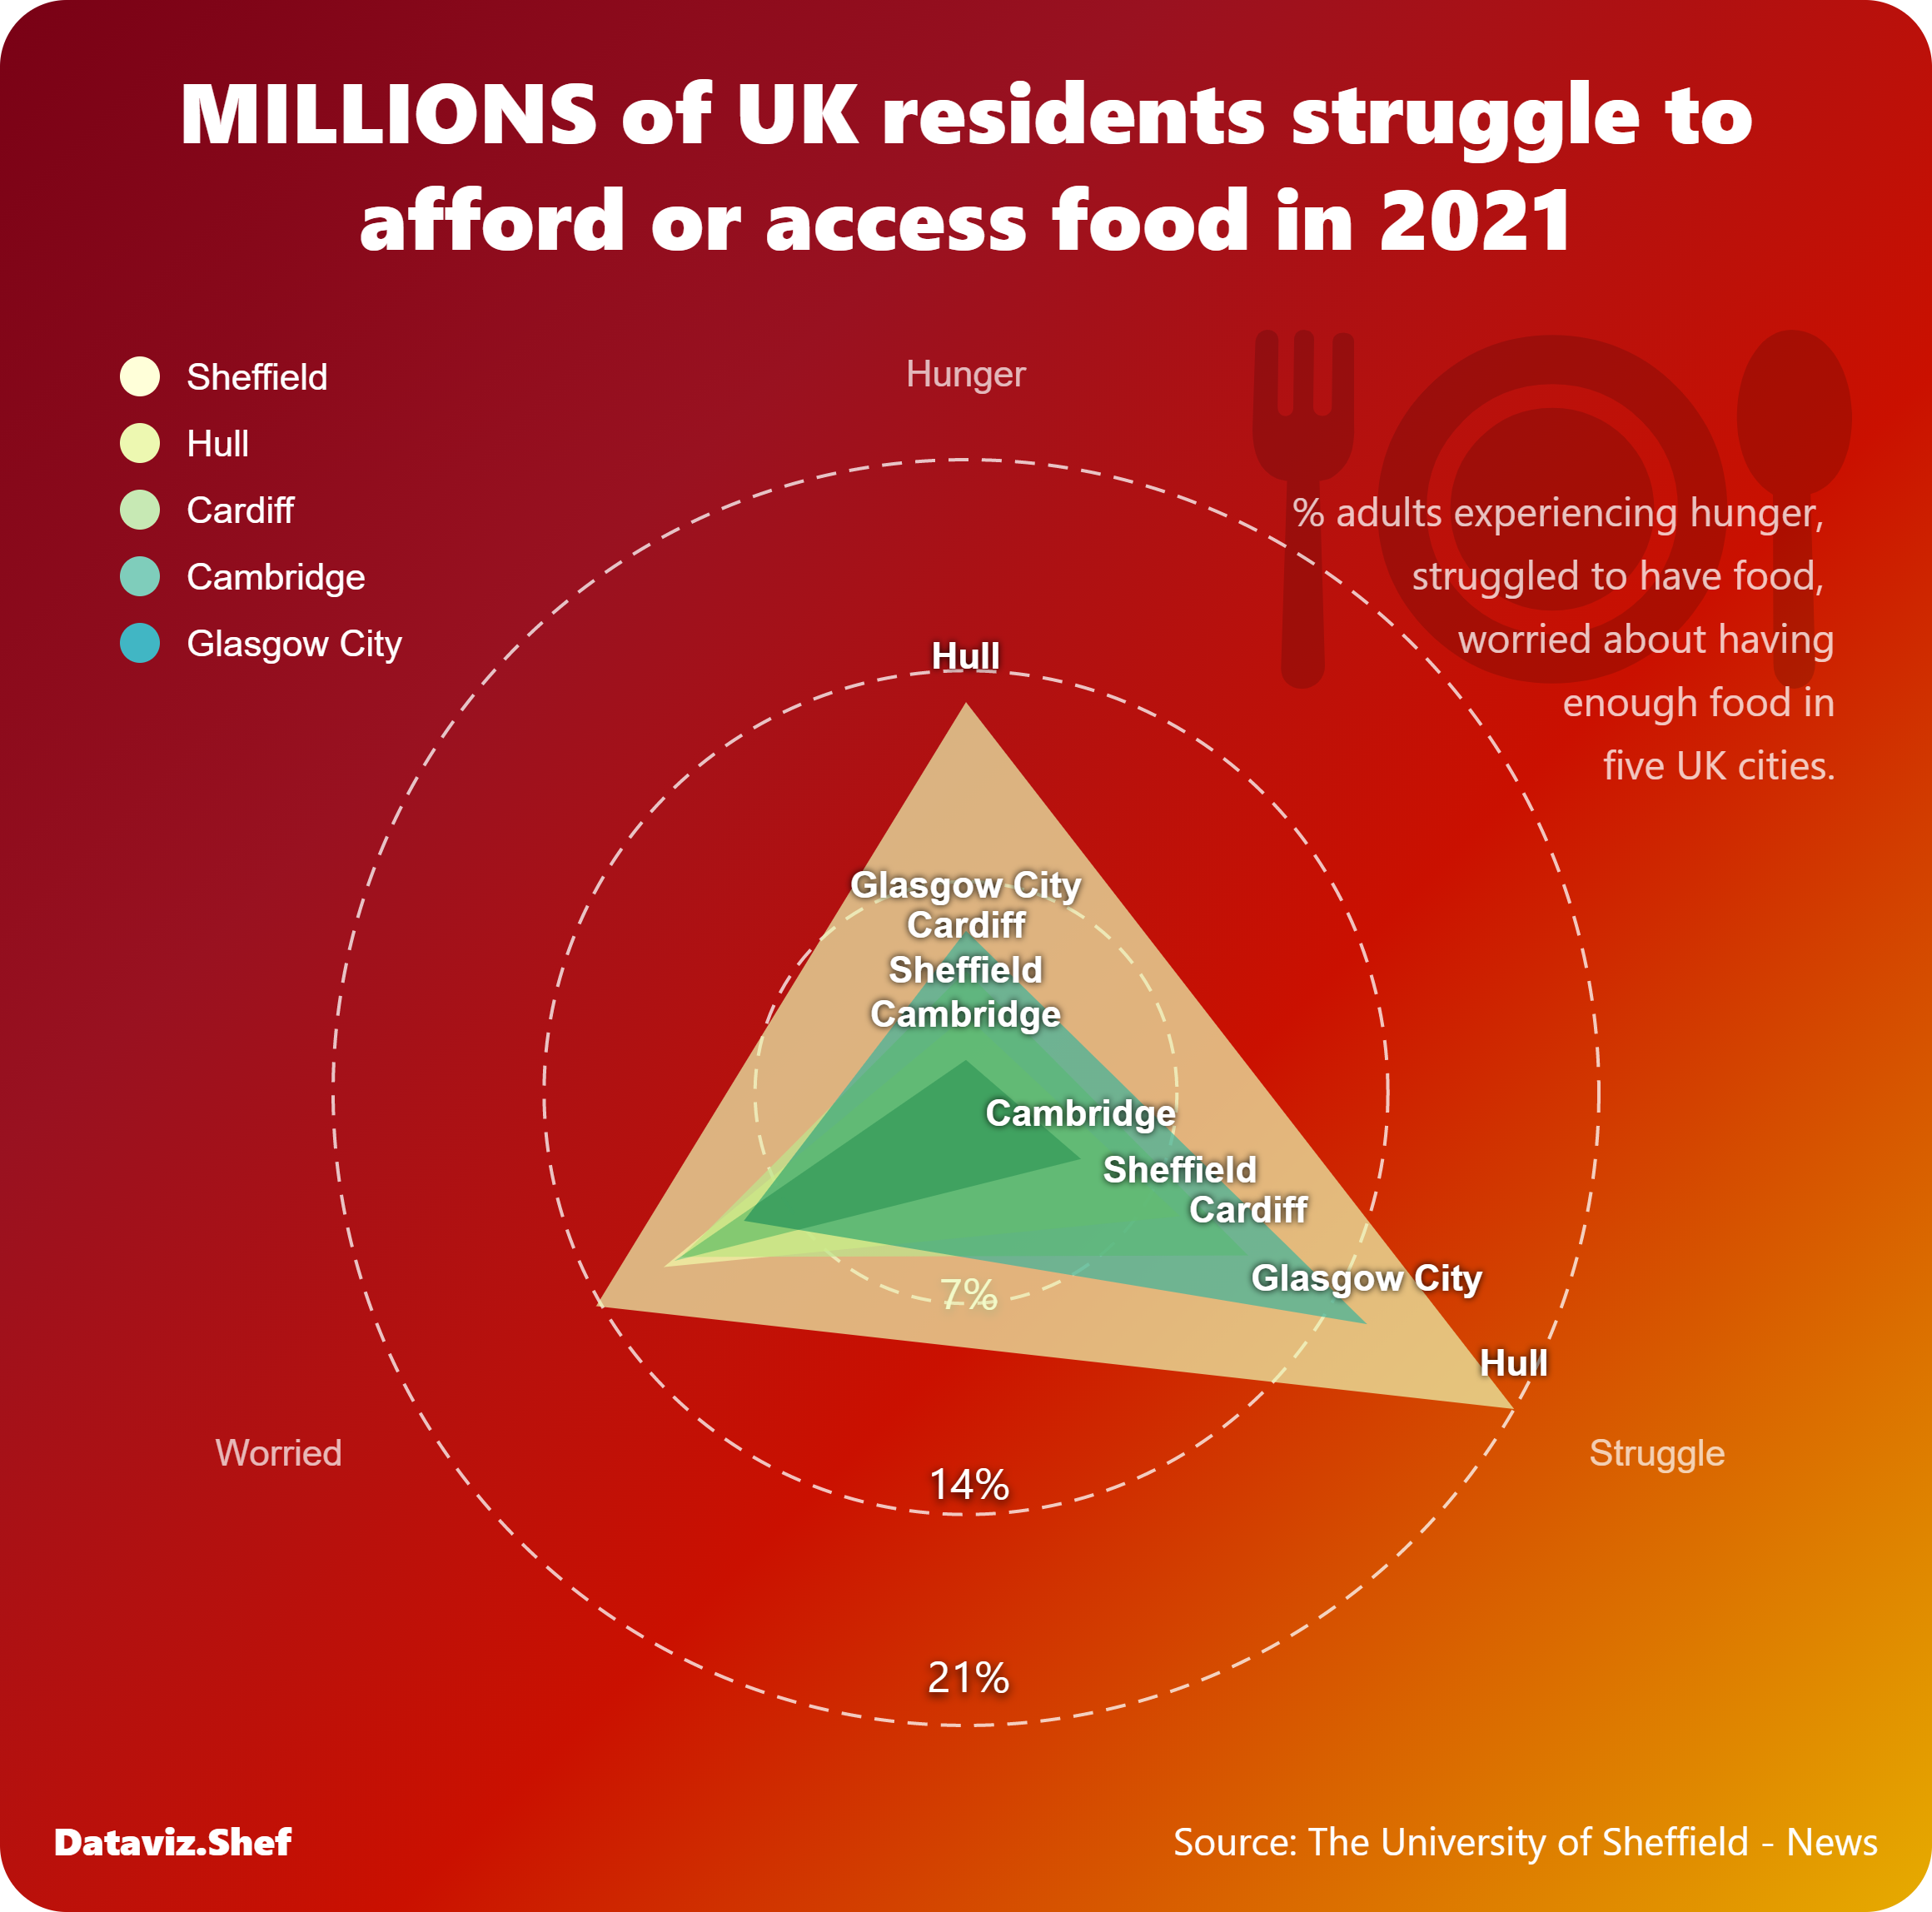 MILLIONS of UK residents struggle to
afford or access food in 2021
Sheffield
Hull
Cardiff
Cambridge
Glasgow City
Hunger
% adults experiencing hunger,
struggled to have food,
worried about having
enough food in
five UK cities.
Hull
Glasgow City
Cardiff
Sheffield
Cambridge
Cambridge
Sheffield
Cardiff
Glasgow City
7%
Hull
Worried
Struggle
14%
21%
Dataviz.Shef
Source: The University of Sheffield - News